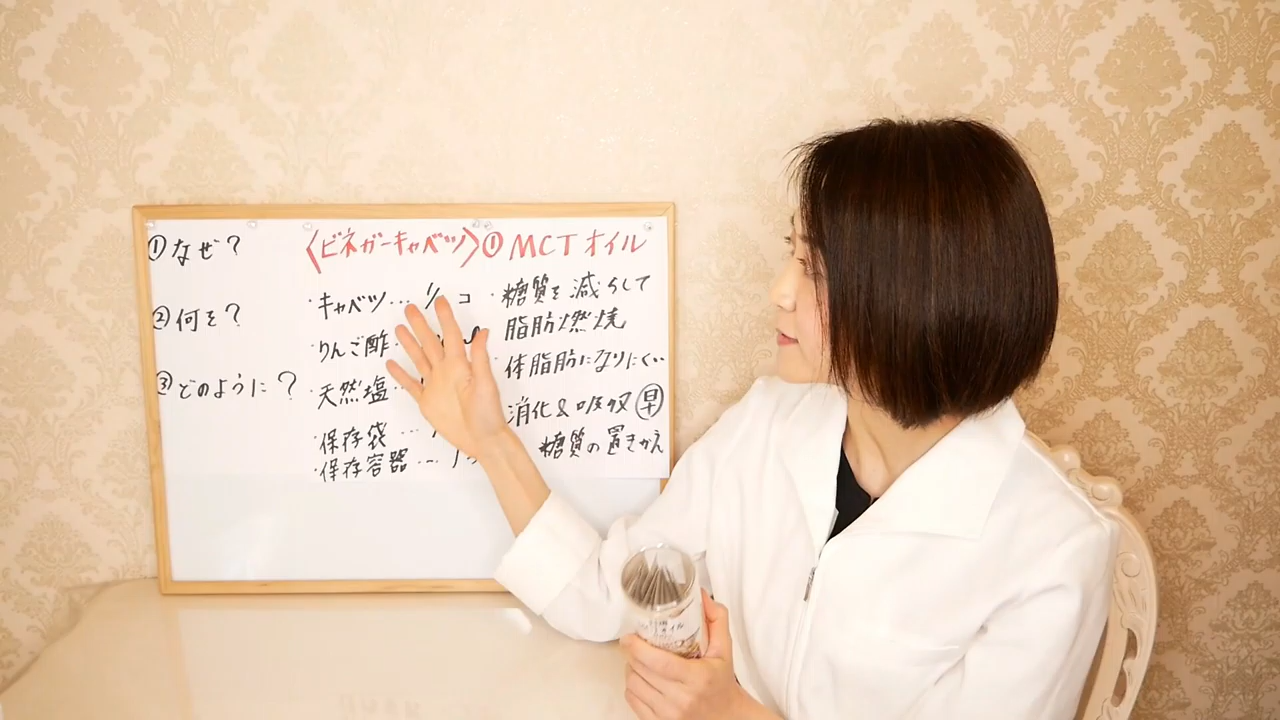 ①なぜ?
②何を?
③どのように?
〈ビネガーキャベツ〉
・キャベツ…
・りんご酢…
・天然塩…
・保存袋
・保存容器…
①MCTオイル
・糖質を減らして
脂肪燃焼
・体脂肪になりにくい
・消化&吸収 早
糖質の置きかえ